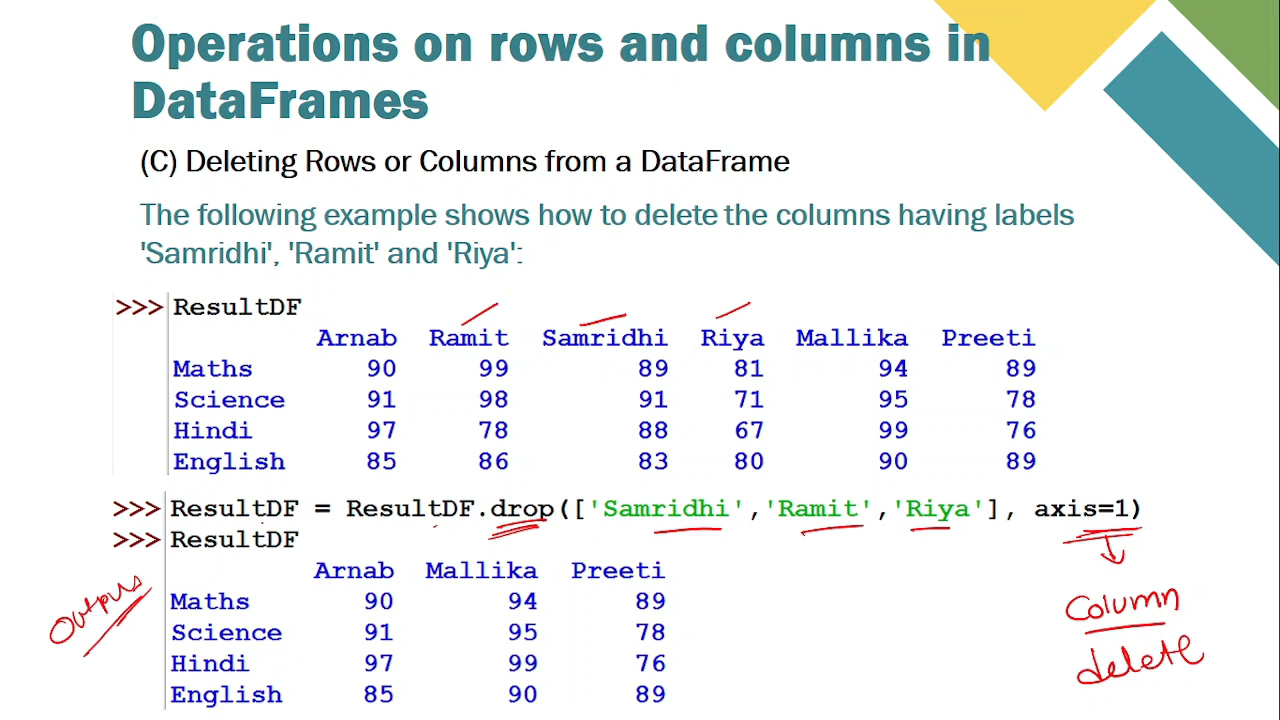 Operations on rows and columns in
DataFrames
(C) Deleting Rows or Columns from a DataFrame
The following example shows how to delete the columns having labels
'Samridhi', 'Ramit' and 'Riya':
>>> ResultDF
Arnab Ramit Samridhi Riya Mallika Preeti
Maths 90 99 89 81 94 89
Science 91 98 91 71 95 78
Hindi 97 78 88 67 99 76
English 85 86 83 80 90 89
>>> ResultDF = ResultDF.drop(['Samridhi','Ramit','Riya'], axis=1)
>>> ResultDF
Arnab Mallika Preeti
Maths 90 94 89
Science 91 95 78
Hindi 97 99 76
English 85 90 89
Output
Column
delete